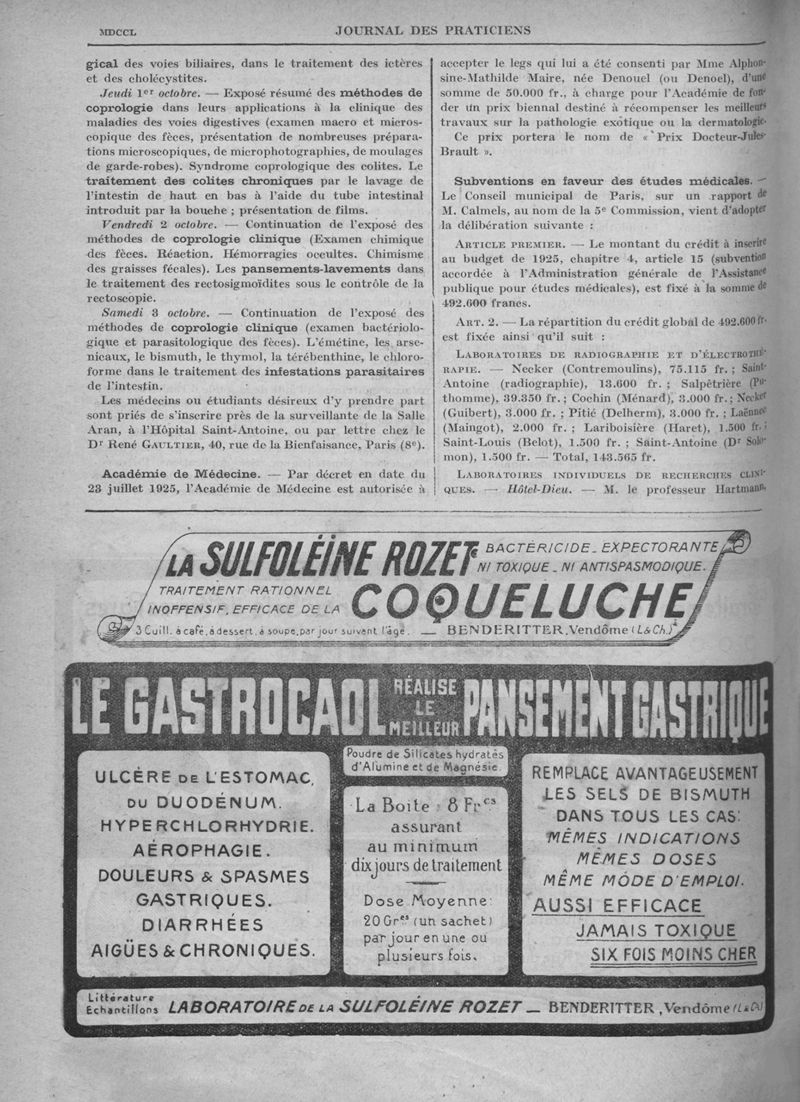 MDCCL
JOURNAL DES PRATICIENS
gical des voies biliaires, dans le traitement des ictères
et des cholécystites.
Jeudi 1er octobre. — Exposé résumé des méthodes de
coprologie dans leurs applications à la clinique des
maladies des voies digestives (examen macro et micros-
copique des fèces, présentation de nombreuses prépara-
tions microscopiques, de microphotographies, de moulages
de garde-robes). Syndrome coprologique des colites. Le
traitement des colites chroniques par le lavage de
l'intestin de haut en bas à l'aide du tube intestinal
introduit par la bouche ; présentation de films.
Vendredi 2 octobre. — Continuation de l'exposé des
méthodes de coprologie clinique (Examen chimique
des fèces. Réaction. Hémorragies occultes. Chimisme
des graisses fécales). Les pansements-lavements dans
le traitement des rectosigmoïdites sous le contrôle de la
rectoscopie.
Samedi 3 octobre. — Continuation de l'exposé des
méthodes de coprologie clinique (examen bactériolo-
gique et parasitologique des fèces). L'émétine, les arse-
nicaux, le bismuth, le thymol, la térébenthine, le chloro-
forme dans le traitement des infestations parasitaires
de l'intestin.
Les médecins ou étudiants désireux d'y prendre part
sont priés de s'inscrire près de la surveillante de la Salle
Aran, à l'Hôpital Saint-Antoine, ou par lettre chez le
Dr René GAULTIER, 40, rue de la Bienfaisance, Paris (8e).
Académie de Médecine. — Par décret en date du
23 juillet 1925, l'Académie de Médecine est autorisée à
accepter le legs qui lui a été consenti par Mme Alphon-
sine-Mathilde Maire, née Denouel (ou Denoel), d'une
somme de 50.000 fr., à charge pour l'Académie de fon-
der un prix biennal destiné à récompenser les meilleurs
travaux sur la pathologie exotique ou la dermatologie.
Ce prix portera le nom de « Prix Docteur-Jules-
Brault ».
Subventions en faveur des études médicales. —
Le Conseil municipal de Paris, sur un rapport de
M. Calmels, au nom de la 5e Commission, vient d'adopter
la délibération suivante :
ARTICLE PREMIER. — Le montant du crédit à inscrire
au budget de 1925, chapitre 4, article 15 (subvention
accordée à l'Administration générale de l'Assistance
publique pour études médicales), est fixé à la somme de
492.600 francs.
ART. 2. — La répartition du crédit global de 492.600 fr.
est fixée ainsi qu'il suit :
LABORATOIRES DE RADIOGRAPHIE ET D'ÉLECTROTHÉ-
RAPIE. — Necker (Contremoulins), 75.115 fr. ; Saint-
Antoine (radiographie), 13.600 fr. ; Salpêtrière (Pu-
thomme), 39.350 fr. ; Cochin (Ménard), 3.000 fr. ; Necker
(Guibert), 3.000 fr. ; Pitié (Delherm), 3.000 fr. ; Laënnec
(Maingot), 2.000 fr. ; Lariboisière (Haret), 1.500 fr. ;
Saint-Louis (Belot), 1.500 fr. ; Saint-Antoine (Dr Solo-
mon), 1.500 fr. — Total, 143.565 fr.
LABORATOIRES INDIVIDUELS DE RECHERCHES CLINI-
QUES. — Hôtel-Dieu. — M. le professeur Hartmann,
LA SULFOLÉINE ROZET
BACTÉRICIDE _ EXPECTORANTE
NI TOXIQUE _ NI ANTISPASMODIQUE.
TRAITEMENT RATIONNEL
INOFFENSIF, EFFICACE DE LA
COQUELUCHE
3 Cuill. à café, à dessert, à soupe, par jour suivant l'âge. — BENDERITTER, Vendôme (L&Ch.)
LE GASTROCAOL
RÉALISE
LE
MEILLEUR
PANSEMENT GASTRIQUE
ULCÈRE DE L'ESTOMAC,
DU DUODÉNUM.
HYPERCHLORHYDRIE.
AÉROPHAGIE.
DOULEURS & SPASMES
GASTRIQUES.
DIARRHÉES
AIGÜES & CHRONIQUES.
Poudre de Silicates hydratés
d'Alumine et de Magnésie.
La Boîte : 8 Frcs
assurant
au minimum
dix jours de traitement
Dose Moyenne:
20 Gres (un sachet)
par jour en une ou
plusieurs fois.
REMPLACE AVANTAGEUSEMENT
LES SELS DE BISMUTH
DANS TOUS LES CAS:
MÊMES INDICATIONS
MÊMES DOSES
MÊME MODE D'EMPLOI.
AUSSI EFFICACE
JAMAIS TOXIQUE
SIX FOIS MOINS CHER
Littérature
Echantillons
LABORATOIRE DE LA SULFOLÉINE ROZET — BENDERITTER, Vendôme (L&Ch)